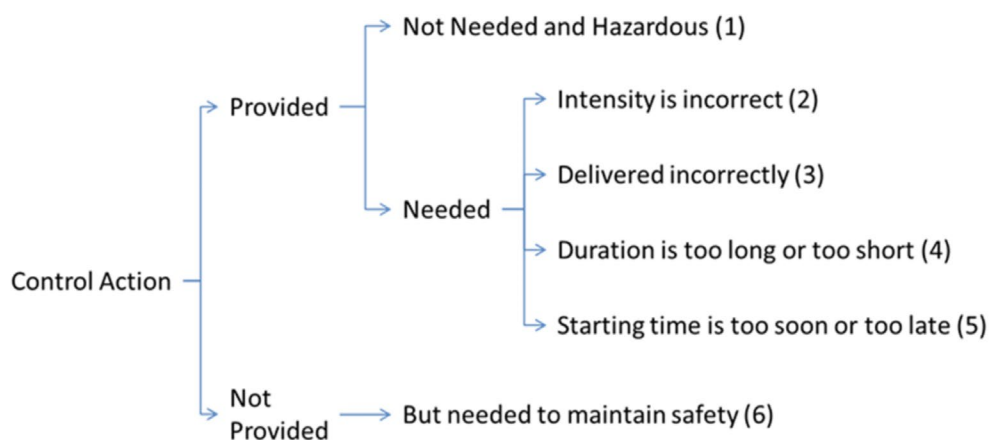 Not Needed and Hazardous (1)
Provided
Intensity is incorrect (2)
Delivered incorrectly (3)
Needed
Duration is too long or too short (4)
Control Action
Starting time is too soon or too late (5)
Not
Provided
But needed to maintain safety (6)